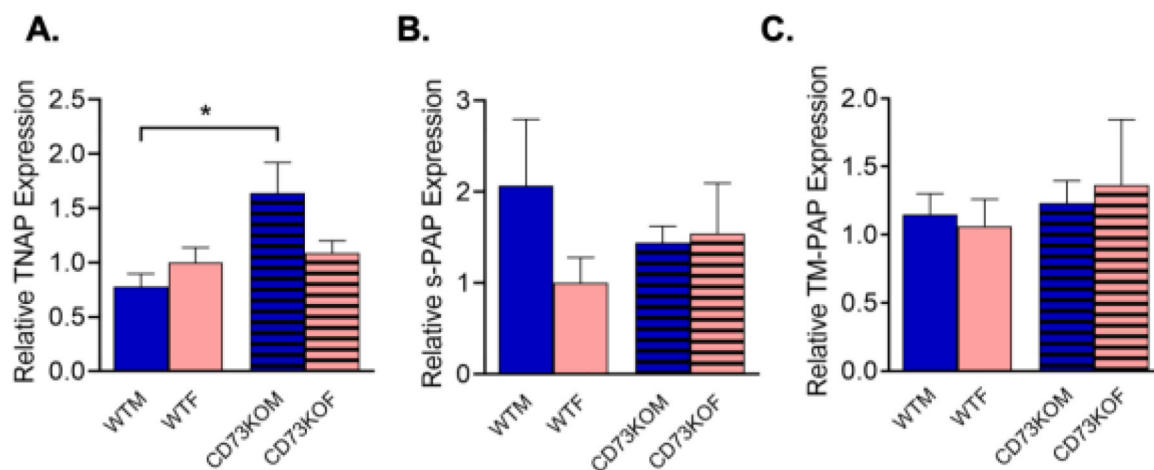 A.
Relative TNAP Expression
2.5
2.0
1.5
1.0
0.5
0.0
*
WTM
WTF
CD73KOM
CD73KOF
B.
Relative s-PAP Expression
3
2
1
0
WTM
WTF
CD73KOM
CD73KOF
C.
Relative TM-PAP Expression
2.0
1.5
1.0
0.5
0.0
WTM
WTF
CD73KOM
CD73KOF